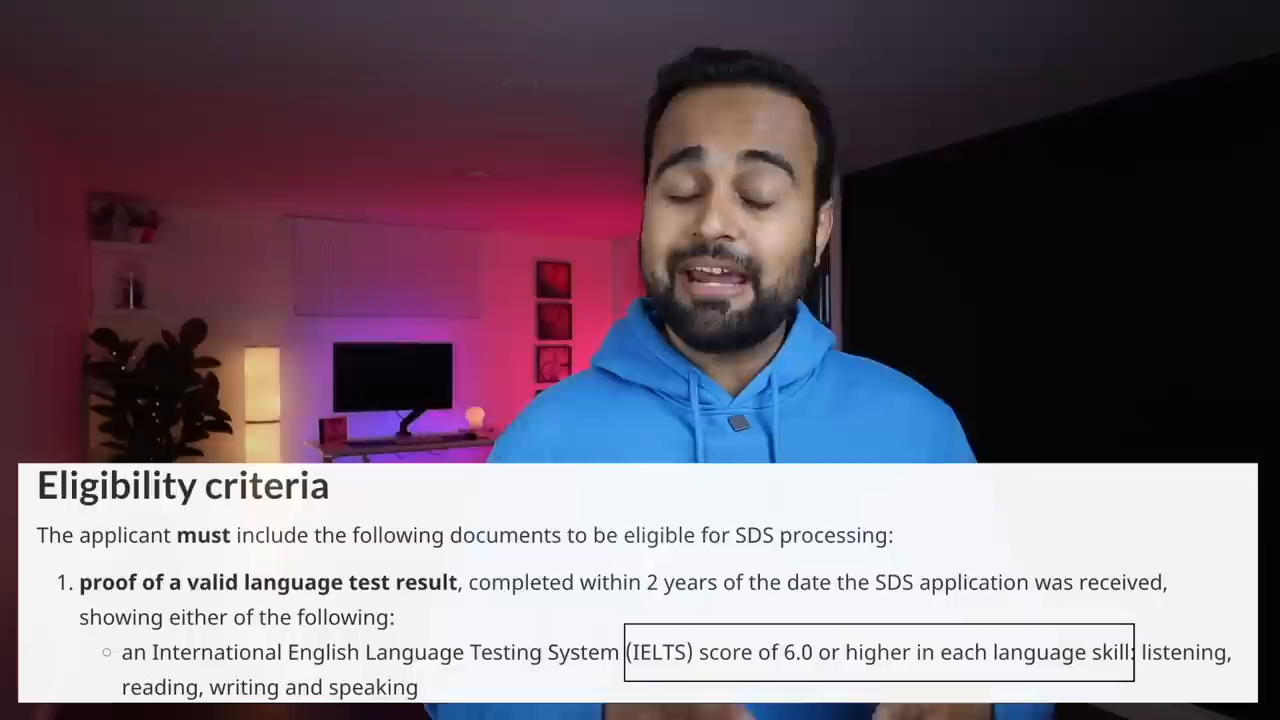 Eligibility criteria
The applicant must include the following documents to be eligible for SDS processing:
1. proof of a valid language test result, completed within 2 years of the date the SDS application was received,
showing either of the following:
○ an International English Language Testing System (IELTS) score of 6.0 or higher in each language skill: listening,
reading, writing and speaking